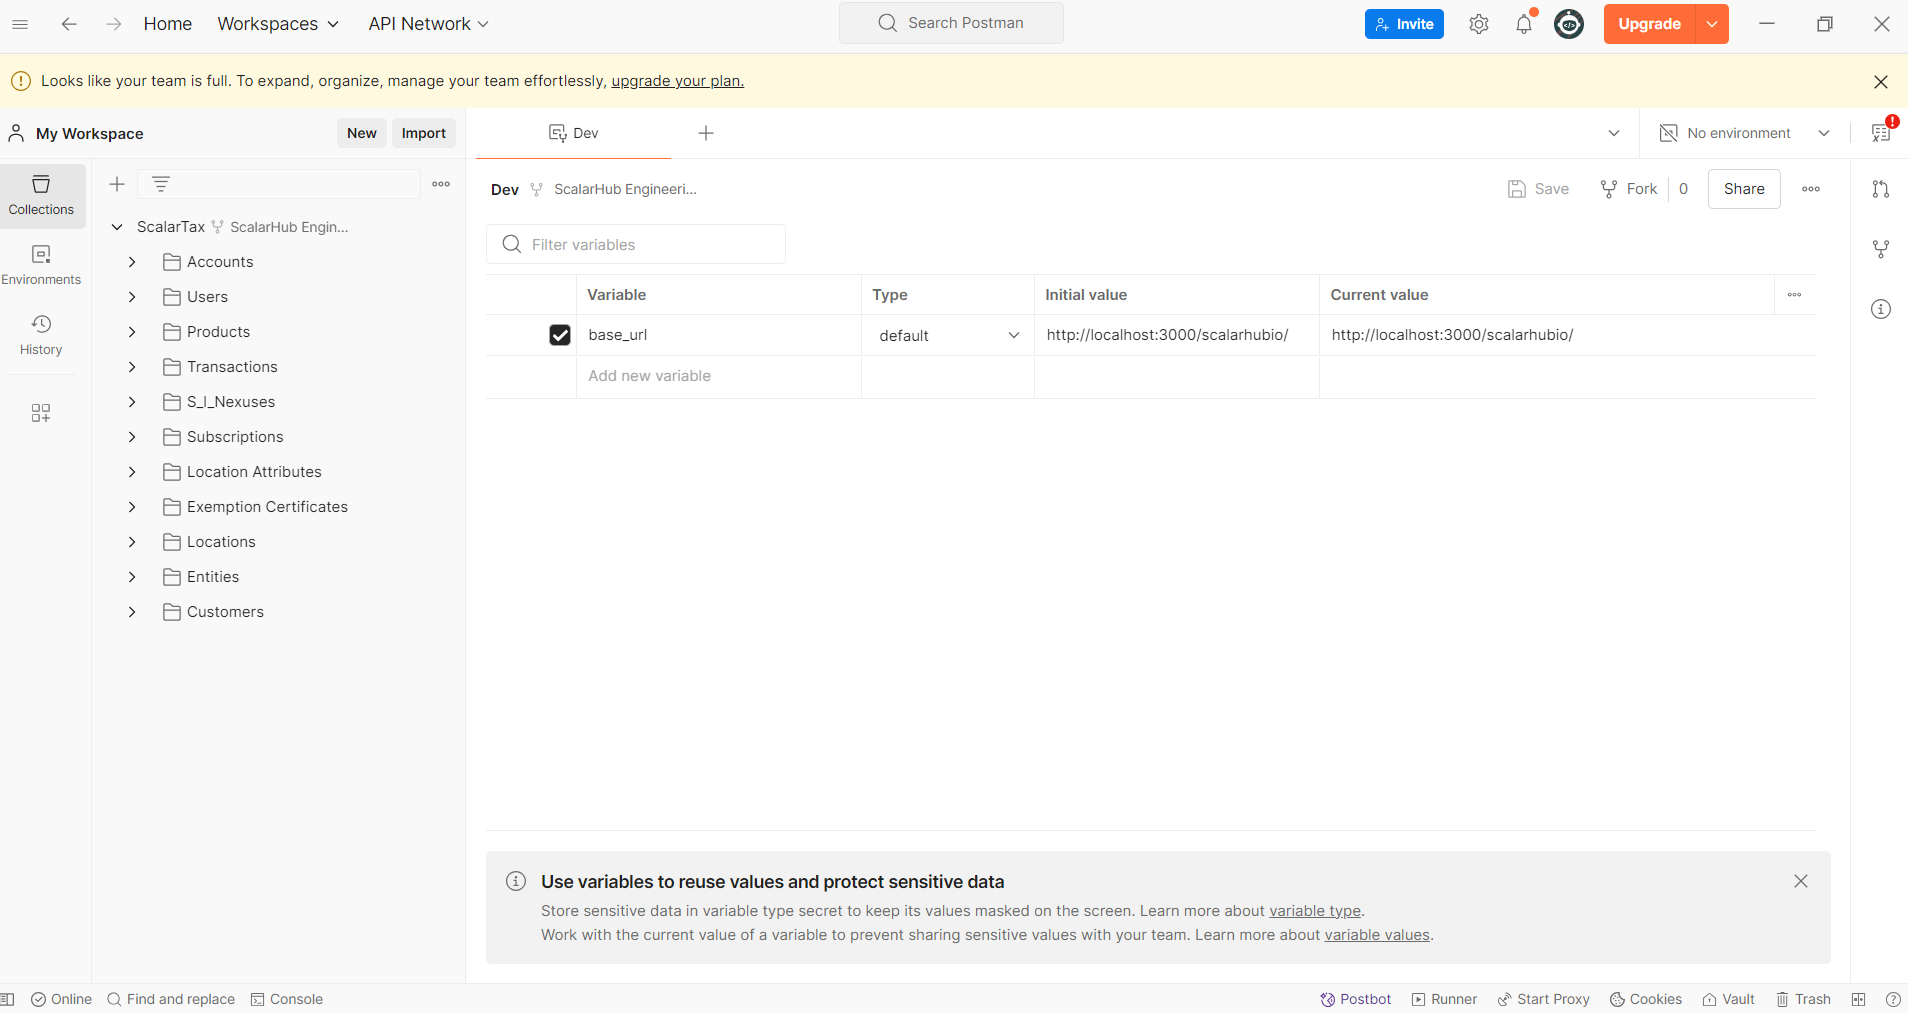 Home Workspaces API Network Search Postman Invite Upgrade
Looks like your team is full. To expand, organize, manage your team effortlessly, upgrade your plan.
My Workspace New Import Dev No environment
Collections
Environments
History
ScalarTax ScalarHub Engin...
Accounts
Users
Products
Transactions
S_I_Nexuses
Subscriptions
Location Attributes
Exemption Certificates
Locations
Entities
Customers
Dev ScalarHub Engineeri... Save Fork 0 Share
Filter variables
Variable Type Initial value Current value
base_url default http://localhost:3000/scalarhubio/ http://localhost:3000/scalarhubio/
Add new variable
Use variables to reuse values and protect sensitive data
Store sensitive data in variable type secret to keep its values masked on the screen. Learn more about variable type.
Work with the current value of a variable to prevent sharing sensitive values with your team. Learn more about variable values.
Online Find and replace Console Postbot Runner Start Proxy Cookies Vault Trash